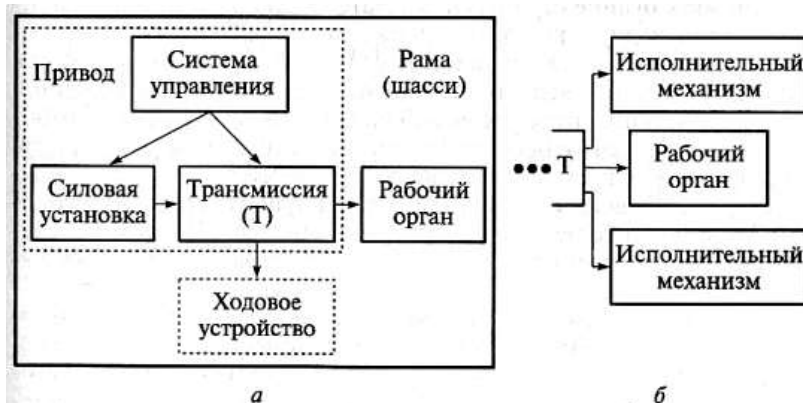 Привод
Система
управления
Рама
(шасси)
Силовая
установка
Трансмиссия
(Т)
Рабочий
орган
Ходовое
устройство
а
Т
Исполнительный
механизм
Рабочий
орган
Исполнительный
механизм
б